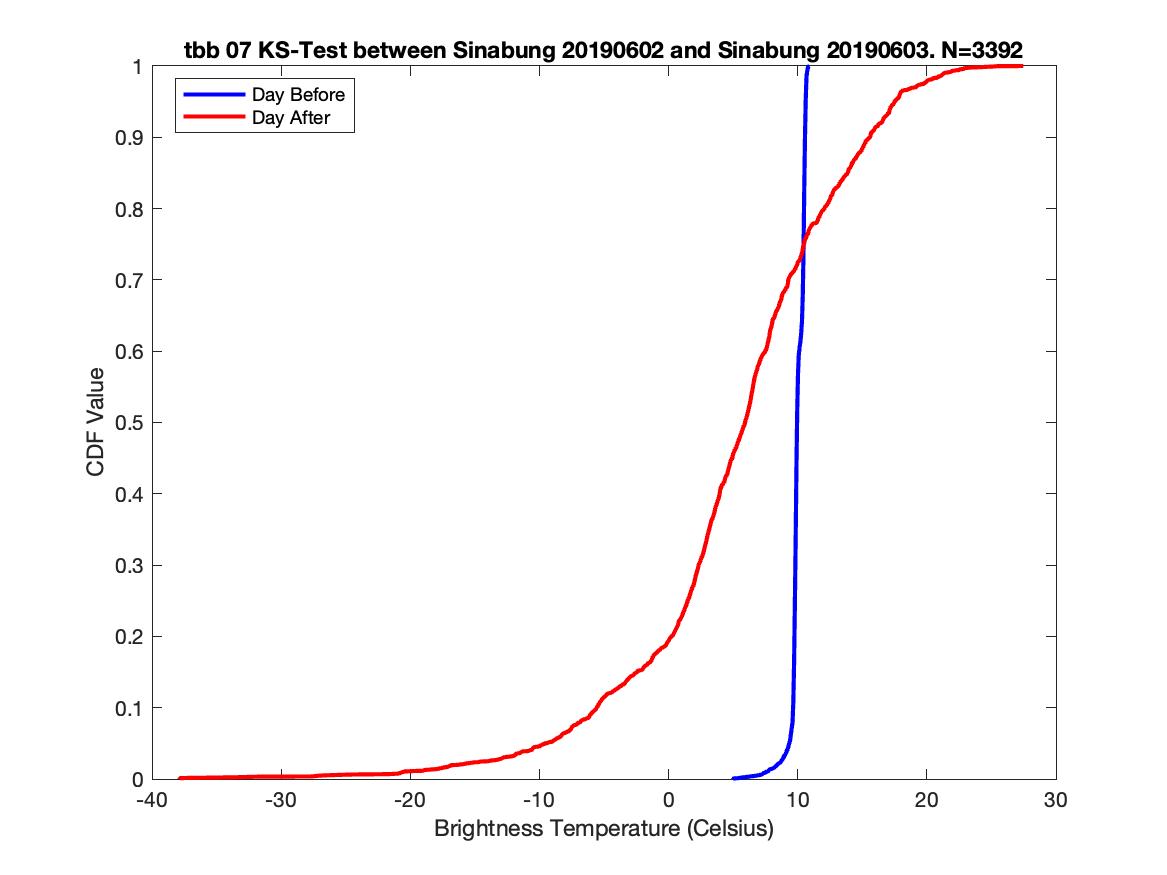 tbb 07 KS-Test between Sinabung 20190602 and Sinabung 20190603. N=3392
Day Before
Day After
1
0.9
0.8
0.7
0.6
0.5
0.4
0.3
0.2
0.1
0
CDF Value
-40 -30 -20 -10 0 10 20 30
Brightness Temperature (Celsius)